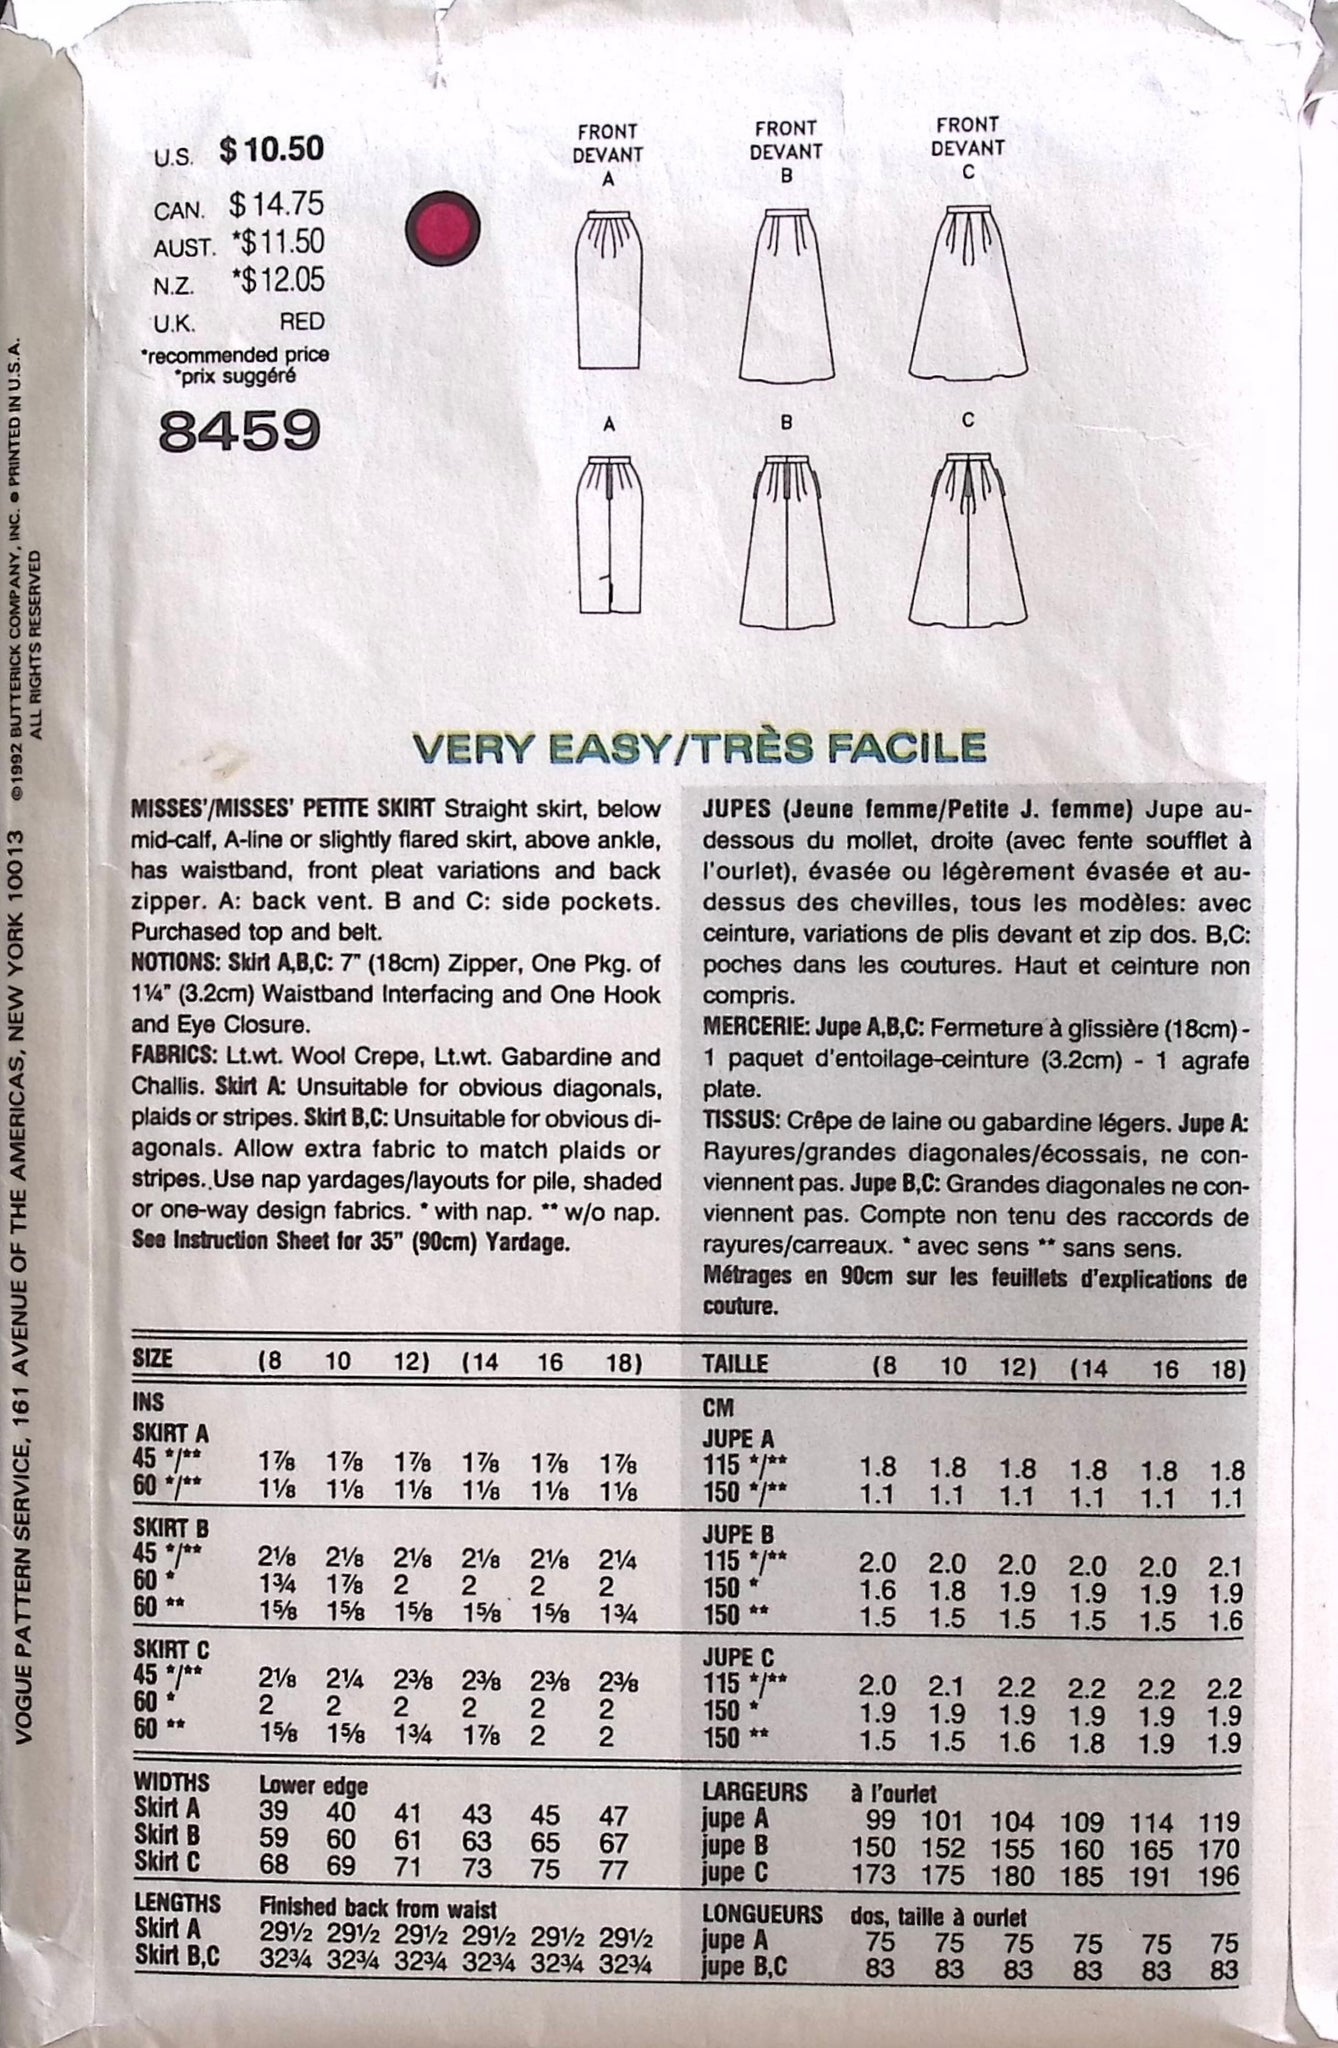 U.S. $10.50
CAN. $14.75
AUST. *$11.50
N.Z. *$12.05
U.K. RED
*recommended price
*prix suggéré
8459
FRONT
DEVANT
A
FRONT
DEVANT
B
FRONT
DEVANT
C
A
B
C
VOGUE PATTERN SERVICE, 161 AVENUE OF THE AMERICAS, NEW YORK 10013 ©1992 BUTTERICK COMPANY, INC. ● PRINTED IN U.S.A.
ALL RIGHTS RESERVED
VERY EASY/TRÈS FACILE
MISSES'/MISSES' PETITE SKIRT Straight skirt, below
mid-calf, A-line or slightly flared skirt, above ankle,
has waistband, front pleat variations and back
zipper. A: back vent. B and C: side pockets.
Purchased top and belt.
NOTIONS: Skirt A,B,C: 7" (18cm) Zipper, One Pkg. of
1¼" (3.2cm) Waistband Interfacing and One Hook
and Eye Closure.
FABRICS: Lt.wt. Wool Crepe, Lt.wt. Gabardine and
Challis. Skirt A: Unsuitable for obvious diagonals,
plaids or stripes. Skirt B,C: Unsuitable for obvious di-
agonals. Allow extra fabric to match plaids or
stripes. Use nap yardages/layouts for pile, shaded
or one-way design fabrics. * with nap. ** w/o nap.
See Instruction Sheet for 35" (90cm) Yardage.
JUPES (Jeune femme/Petite J. femme) Jupe au-
dessous du mollet, droite (avec fente soufflet à
l'ourlet), évasée ou légèrement évasée et au-
dessus des chevilles, tous les modèles: avec
ceinture, variations de plis devant et zip dos. B,C:
poches dans les coutures. Haut et ceinture non
compris.
MERCERIE: Jupe A,B,C: Fermeture à glissière (18cm) -
1 paquet d'entoilage-ceinture (3.2cm) - 1 agrafe
plate.
TISSUS: Crêpe de laine ou gabardine légers. Jupe A:
Rayures/grandes diagonales/écossais, ne con-
viennent pas. Jupe B,C: Grandes diagonales ne con-
viennent pas. Compte non tenu des raccords de
rayures/carreaux. * avec sens ** sans sens.
Métrages en 90cm sur les feuillets d'explications de
couture.
SIZE (8 10 12) (14 16 18)
INS
SKIRT A
45 */** 1⅞ 1⅞ 1⅞ 1⅞ 1⅞ 1⅞
60 */** 1⅛ 1⅛ 1⅛ 1⅛ 1⅛ 1⅛
SKIRT B
45 */** 2⅛ 2⅛ 2⅛ 2⅛ 2⅛ 2¼
60 * 1¾ 1⅞ 2 2 2 2
60 ** 1⅝ 1⅝ 1⅝ 1⅝ 1⅝ 1¾
SKIRT C
45 */** 2⅛ 2¼ 2⅜ 2⅜ 2⅜ 2⅜
60 * 2 2 2 2 2 2
60 ** 1⅝ 1⅝ 1¾ 1⅞ 2 2
WIDTHS Lower edge
Skirt A 39 40 41 43 45 47
Skirt B 59 60 61 63 65 67
Skirt C 68 69 71 73 75 77
LENGTHS Finished back from waist
Skirt A 29½ 29½ 29½ 29½ 29½ 29½
Skirt B,C 32¾ 32¾ 32¾ 32¾ 32¾ 32¾
TAILLE (8 10 12) (14 16 18)
CM
JUPE A
115 */** 1.8 1.8 1.8 1.8 1.8 1.8
150 */** 1.1 1.1 1.1 1.1 1.1 1.1
JUPE B
115 */** 2.0 2.0 2.0 2.0 2.0 2.1
150 * 1.6 1.8 1.9 1.9 1.9 1.9
150 ** 1.5 1.5 1.5 1.5 1.5 1.6
JUPE C
115 */** 2.0 2.1 2.2 2.2 2.2 2.2
150 * 1.9 1.9 1.9 1.9 1.9 1.9
150 ** 1.5 1.5 1.6 1.8 1.9 1.9
LARGEURS à l'ourlet
jupe A 99 101 104 109 114 119
jupe B 150 152 155 160 165 170
jupe C 173 175 180 185 191 196
LONGUEURS dos, taille à ourlet
jupe A 75 75 75 75 75 75
jupe B,C 83 83 83 83 83 83